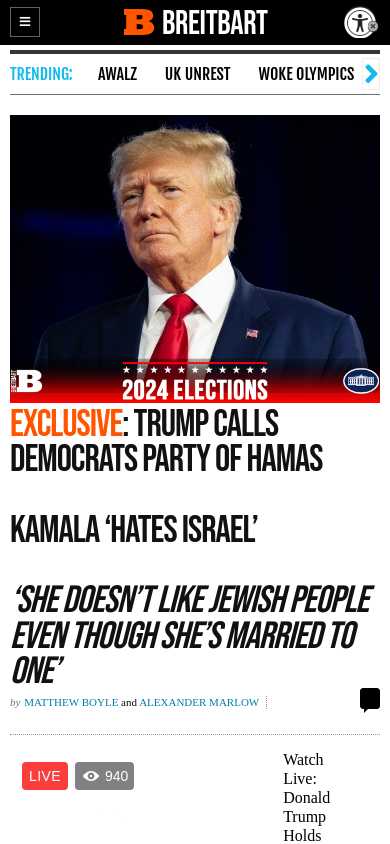 BREITBART
TRENDING: AWALZ UK UNREST WOKE OLYMPICS
BREITBART
B
2024 ELECTIONS
EXCLUSIVE: TRUMP CALLS
DEMOCRATS PARTY OF HAMAS
KAMALA ‘HATES ISRAEL’
‘SHE DOESN’T LIKE JEWISH PEOPLE
EVEN THOUGH SHE’S MARRIED TO
ONE’
by MATTHEW BOYLE and ALEXANDER MARLOW
LIVE 940
Watch
Live:
Donald
Trump
Holds